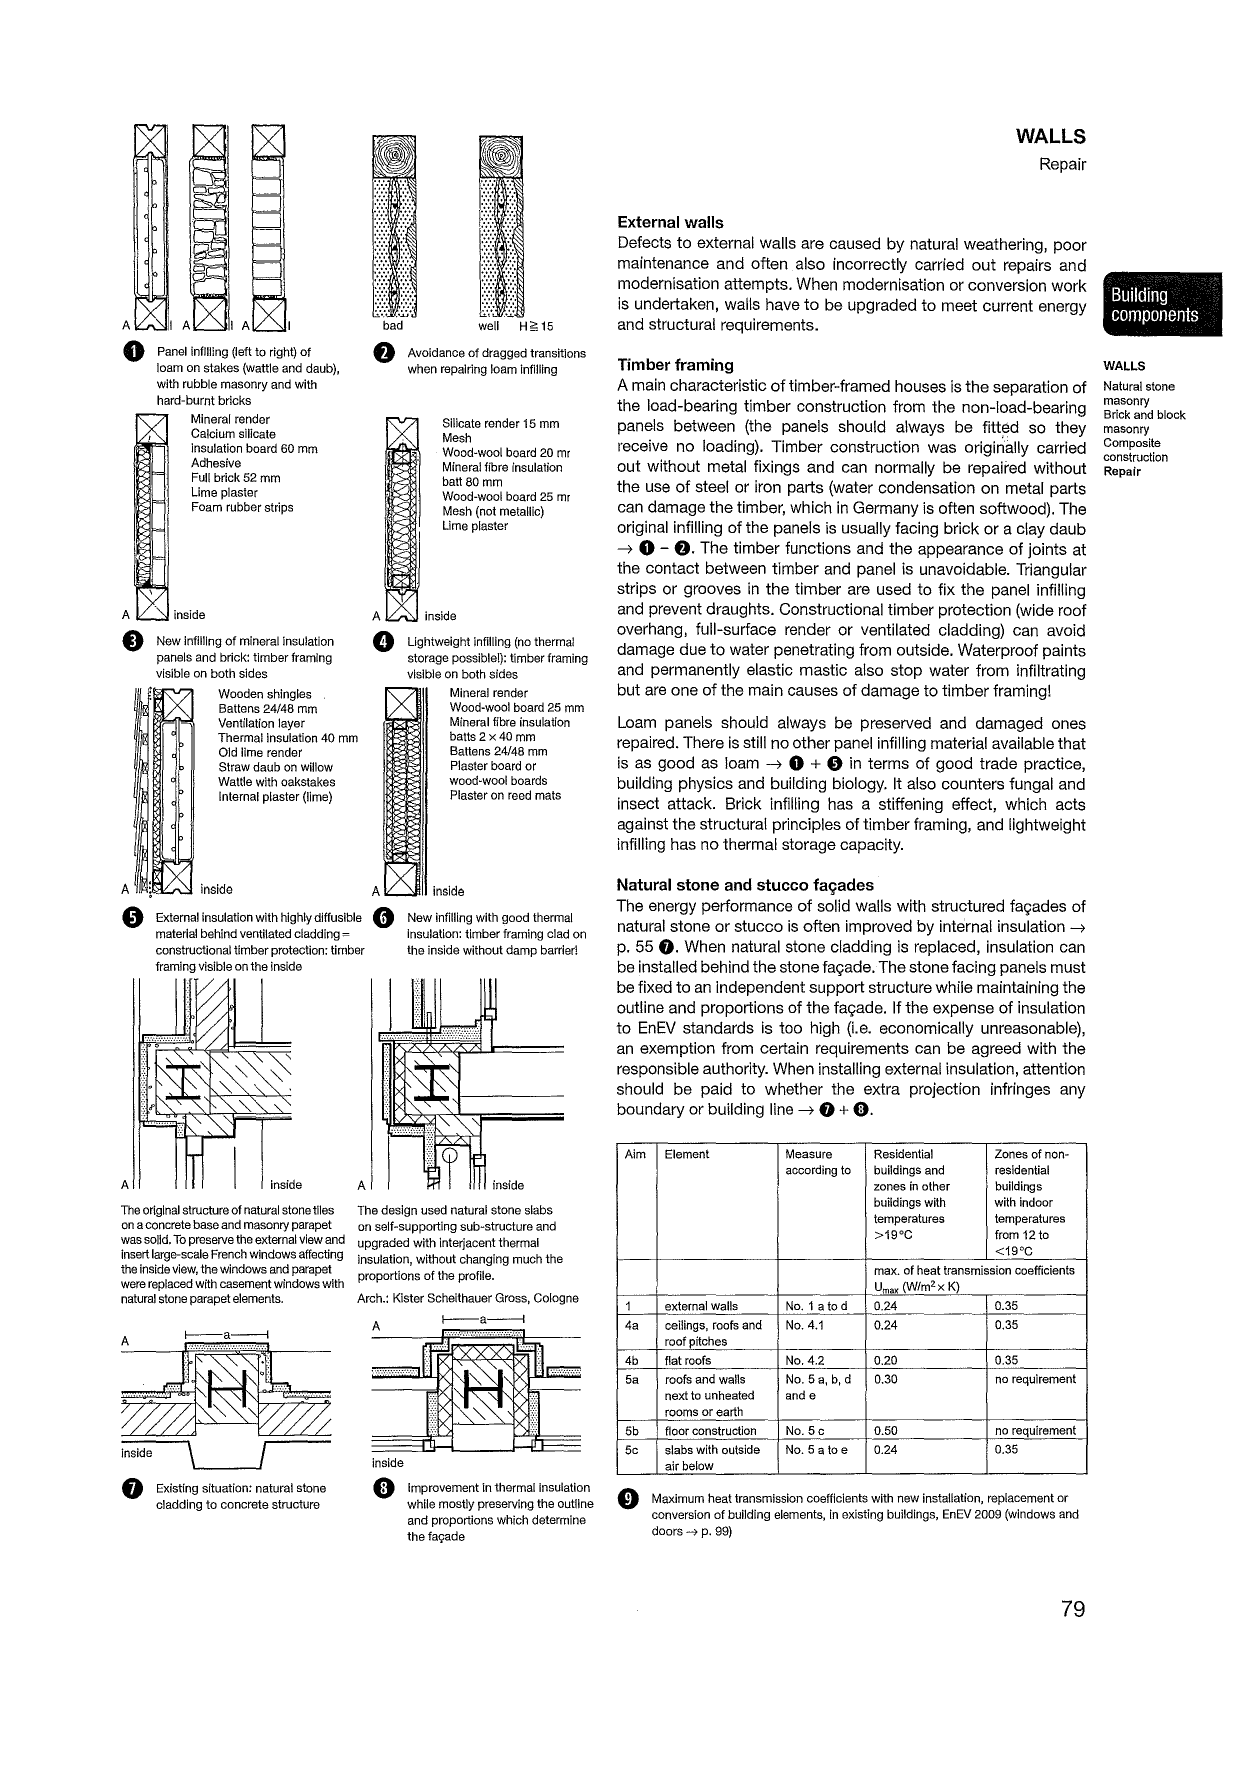 WALLS
Repair
A I A I A I
❶ Panel infilling (left to right) of
loam on stakes (wattle and daub),
with rubble masonry and with
hard-burnt bricks
bad well H≧15
❷ Avoidance of dragged transitions
when repairing loam infilling
Mineral render
Calcium silicate
insulation board 60 mm
Adhesive
Full brick 52 mm
Lime plaster
Foam rubber strips
A inside
❸ New infilling of mineral insulation
panels and brick: timber framing
visible on both sides
Silicate render 15 mm
Mesh
Wood-wool board 20 mr
Mineral fibre insulation
batt 80 mm
Wood-wool board 25 mr
Mesh (not metallic)
Lime plaster
A inside
❹ Lightweight infilling (no thermal
storage possible!): timber framing
visible on both sides
Wooden shingles
Battens 24/48 mm
Ventilation layer
Thermal insulation 40 mm
Old lime render
Straw daub on willow
Wattle with oakstakes
Internal plaster (lime)
A inside
❺ External insulation with highly diffusible
material behind ventilated cladding =
constructional timber protection: timber
framing visible on the inside
Mineral render
Wood-wool board 25 mm
Mineral fibre insulation
batts 2 × 40 mm
Battens 24/48 mm
Plaster board or
wood-wool boards
Plaster on reed mats
A inside
❻ New infilling with good thermal
insulation: timber framing clad on
the inside without damp barrier!
A inside
The original structure of natural stone tiles
on a concrete base and masonry parapet
was solid. To preserve the external view and
insert large-scale French windows affecting
the inside view, the windows and parapet
were replaced with casement windows with
natural stone parapet elements.
A inside
The design used natural stone slabs
on self-supporting sub-structure and
upgraded with interjacent thermal
insulation, without changing much the
proportions of the profile.
Arch.: Kister Scheithauer Gross, Cologne
A a
inside
❼ Existing situation: natural stone
cladding to concrete structure
A a
inside
❽ Improvement in thermal insulation
while mostly preserving the outline
and proportions which determine
the façade
External walls
Defects to external walls are caused by natural weathering, poor
maintenance and often also incorrectly carried out repairs and
modernisation attempts. When modernisation or conversion work
is undertaken, walls have to be upgraded to meet current energy
and structural requirements.
Timber framing
A main characteristic of timber-framed houses is the separation of
the load-bearing timber construction from the non-load-bearing
panels between (the panels should always be fitted so they
receive no loading). Timber construction was originally carried
out without metal fixings and can normally be repaired without
the use of steel or iron parts (water condensation on metal parts
can damage the timber, which in Germany is often softwood). The
original infilling of the panels is usually facing brick or a clay daub
→ ❶ – ❷. The timber functions and the appearance of joints at
the contact between timber and panel is unavoidable. Triangular
strips or grooves in the timber are used to fix the panel infilling
and prevent draughts. Constructional timber protection (wide roof
overhang, full-surface render or ventilated cladding) can avoid
damage due to water penetrating from outside. Waterproof paints
and permanently elastic mastic also stop water from infiltrating
but are one of the main causes of damage to timber framing!
Loam panels should always be preserved and damaged ones
repaired. There is still no other panel infilling material available that
is as good as loam → ❶ + ❺ in terms of good trade practice,
building physics and building biology. It also counters fungal and
insect attack. Brick infilling has a stiffening effect, which acts
against the structural principles of timber framing, and lightweight
infilling has no thermal storage capacity.
Natural stone and stucco façades
The energy performance of solid walls with structured façades of
natural stone or stucco is often improved by internal insulation →
p. 55 ❼. When natural stone cladding is replaced, insulation can
be installed behind the stone façade. The stone facing panels must
be fixed to an independent support structure while maintaining the
outline and proportions of the façade. If the expense of insulation
to EnEV standards is too high (i.e. economically unreasonable),
an exemption from certain requirements can be agreed with the
responsible authority. When installing external insulation, attention
should be paid to whether the extra projection infringes any
boundary or building line → ❼ + ❽.
Aim Element Measure according to Residential buildings and zones in other buildings with temperatures >19°C Zones of non-residential buildings with indoor temperatures from 12 to <19°C
max. of heat transmission coefficients
Umax (W/m² × K)
1 external walls No. 1 a to d 0.24 0.35
4a ceilings, roofs and roof pitches No. 4.1 0.24 0.35
4b flat roofs No. 4.2 0.20 0.35
5a roofs and walls next to unheated rooms or earth No. 5 a, b, d and e 0.30 no requirement
5b floor construction No. 5 c 0.50 no requirement
5c slabs with outside air below No. 5 a to e 0.24 0.35
❾ Maximum heat transmission coefficients with new installation, replacement or
conversion of building elements, in existing buildings, EnEV 2009 (windows and
doors → p. 99)
Building
components
WALLS
Natural stone
masonry
Brick and block
masonry
Composite
construction
Repair
79